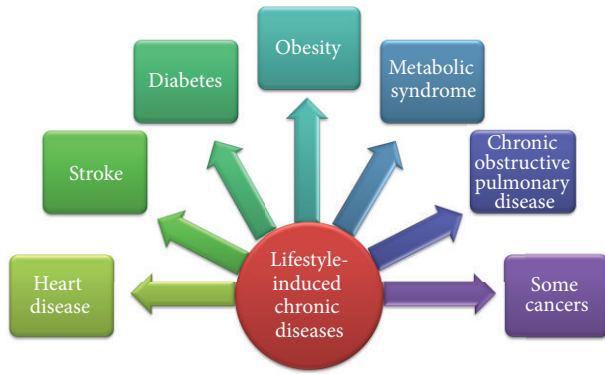 Heart
disease
Stroke
Diabetes
Obesity
Metabolic
syndrome
Chronic
obstructive
pulmonary
disease
Some
cancers
Lifestyle-
induced
chronic
diseases